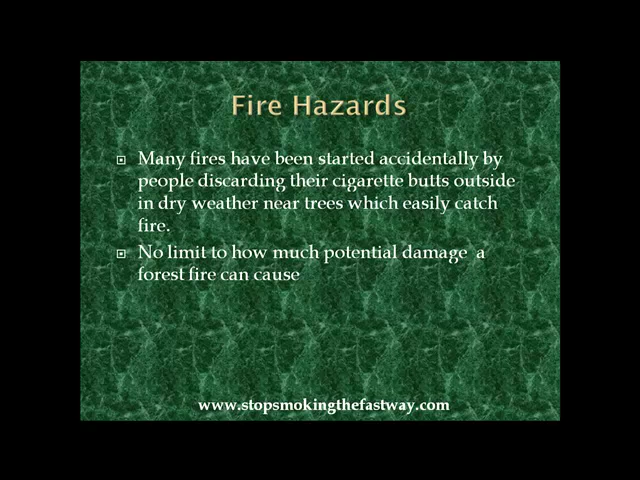 Fire Hazards
Many fires have been started accidentally by
people discarding their cigarette butts outside
in dry weather near trees which easily catch
fire.
No limit to how much potential damage a
forest fire can cause
www.stopsmokingthefastway.com